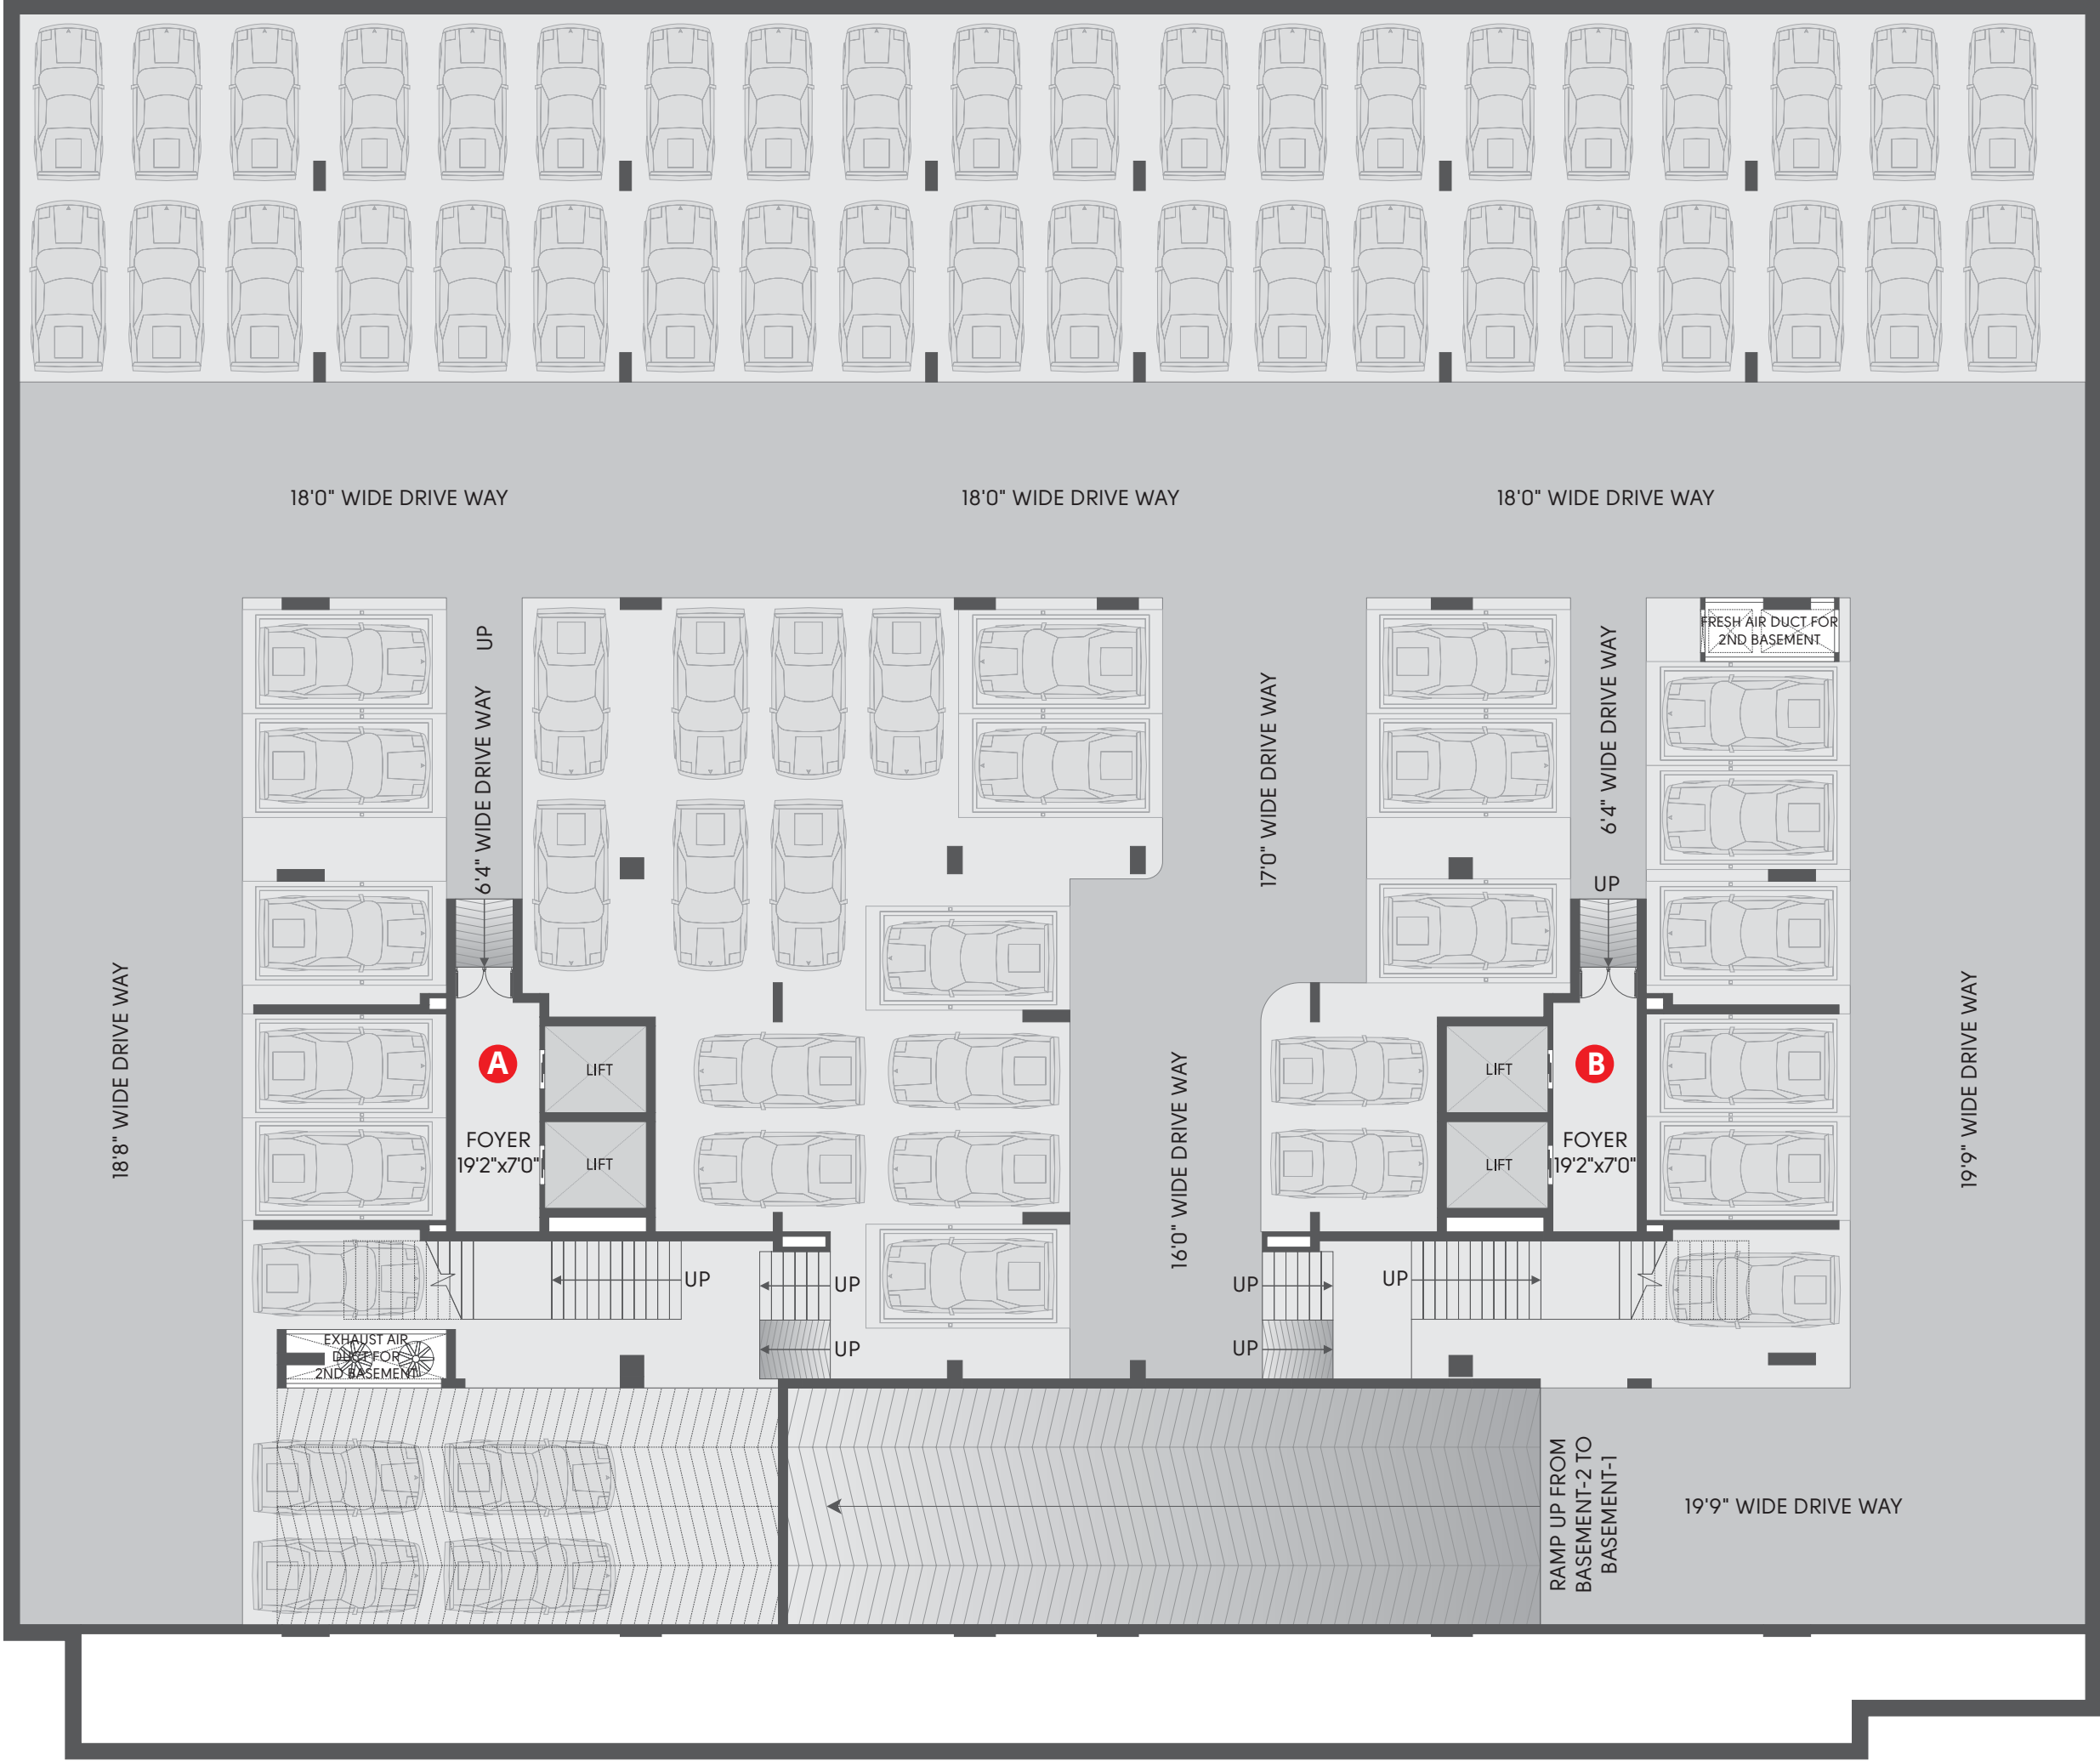 18'0" WIDE DRIVE WAY
18'0" WIDE DRIVE WAY
18'0" WIDE DRIVE WAY
UP
6'4" WIDE DRIVE WAY
17'0" WIDE DRIVE WAY
6'4" WIDE DRIVE WAY
UP
FRESH AIR DUCT FOR
2ND BASEMENT
18'8" WIDE DRIVE WAY
A
FOYER
19'2"x7'0"
LIFT
LIFT
16'0" WIDE DRIVE WAY
LIFT
LIFT
B
FOYER
19'2"x7'0"
19'9" WIDE DRIVE WAY
UP
UP
UP
UP
UP
UP
EXHAUST AIR
DUCT FOR
2ND BASEMENT
RAMP UP FROM
BASEMENT-2 TO
BASEMENT-1
19'9" WIDE DRIVE WAY